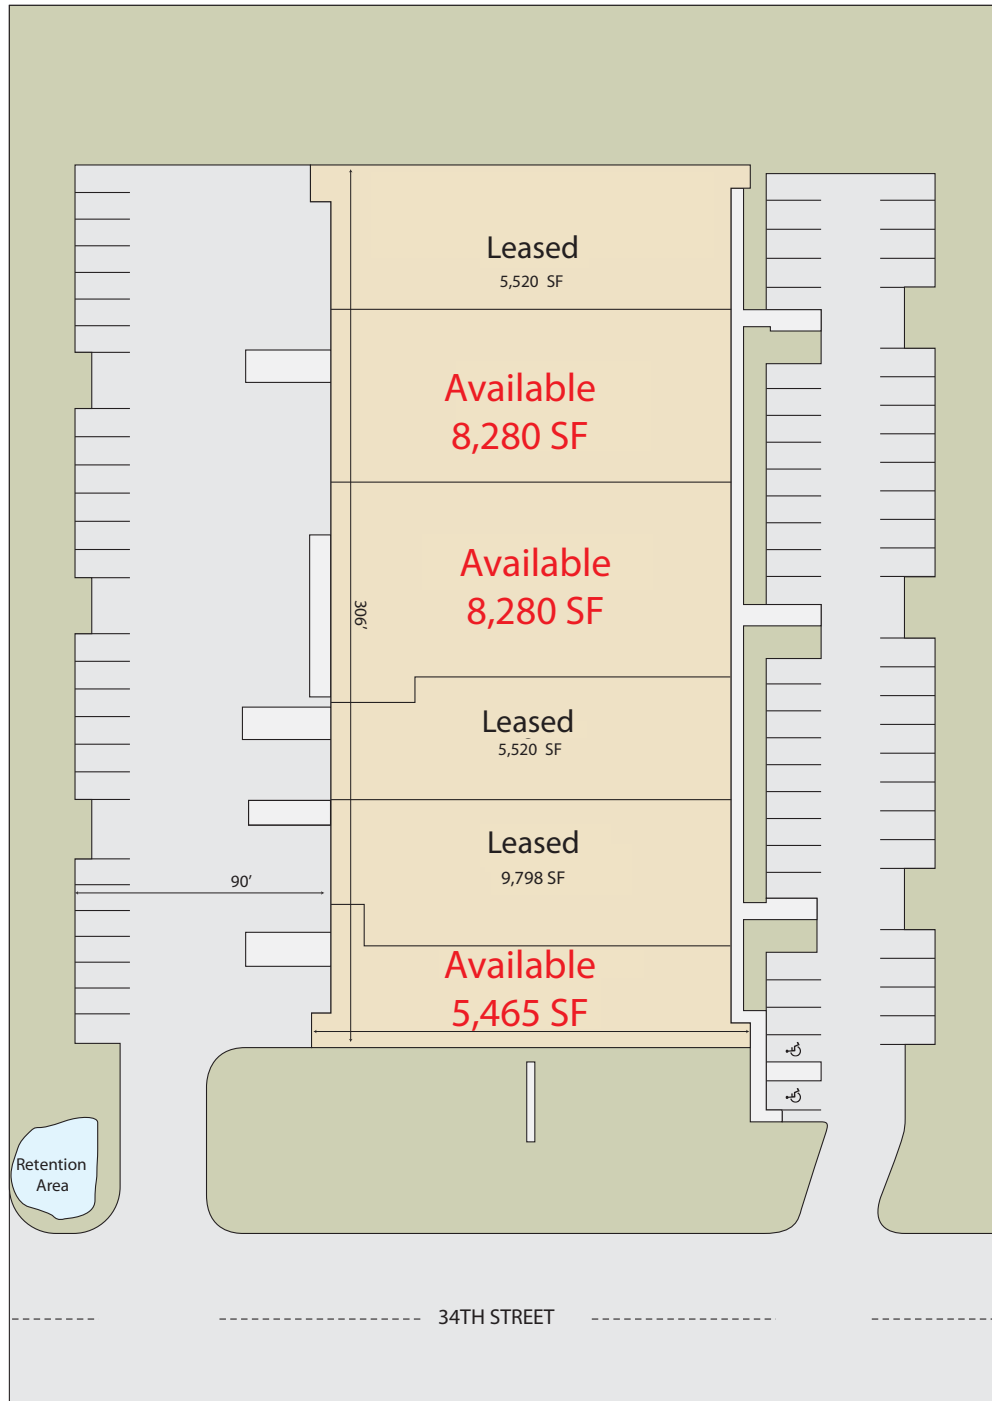 Leased
5,520 SF
Available
8,280 SF
Available
8,280 SF
306'
Leased
5,520 SF
Leased
9,798 SF
90'
Available
5,465 SF
Retention
Area
34TH STREET